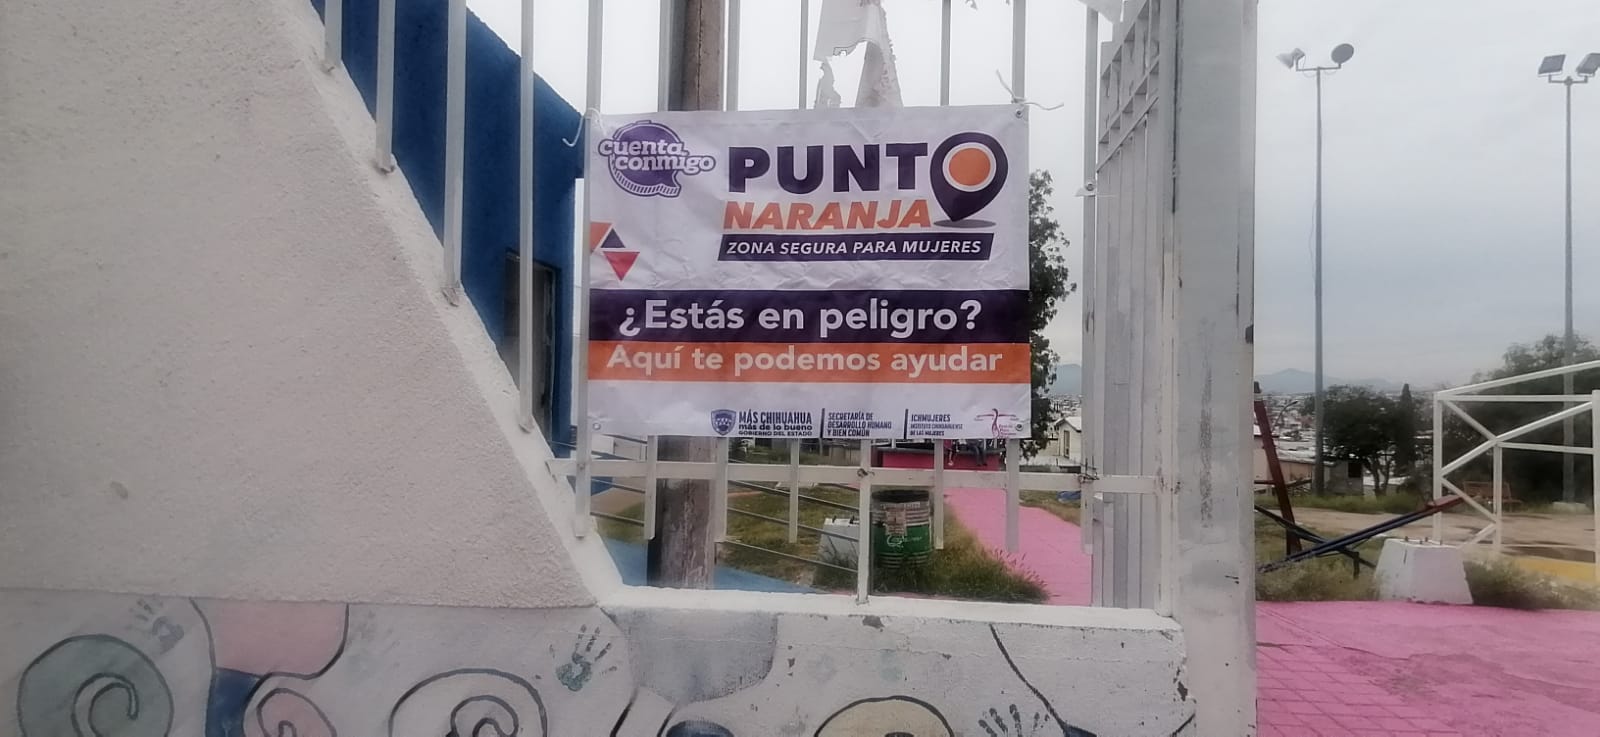 cuenta
conmigo
PUNTO
NARANJA
ZONA SEGURA PARA MUJERES
¿Estás en peligro?
Aquí te podemos ayudar
MÁS CHIHUAHUA
más de lo bueno
GOBIERNO DEL ESTADO
SECRETARÍA DE
DESARROLLO HUMANO
Y BIEN COMÚN
ICHMUJERES
INSTITUTO CHIHUAHUENSE
DE LAS MUJERES